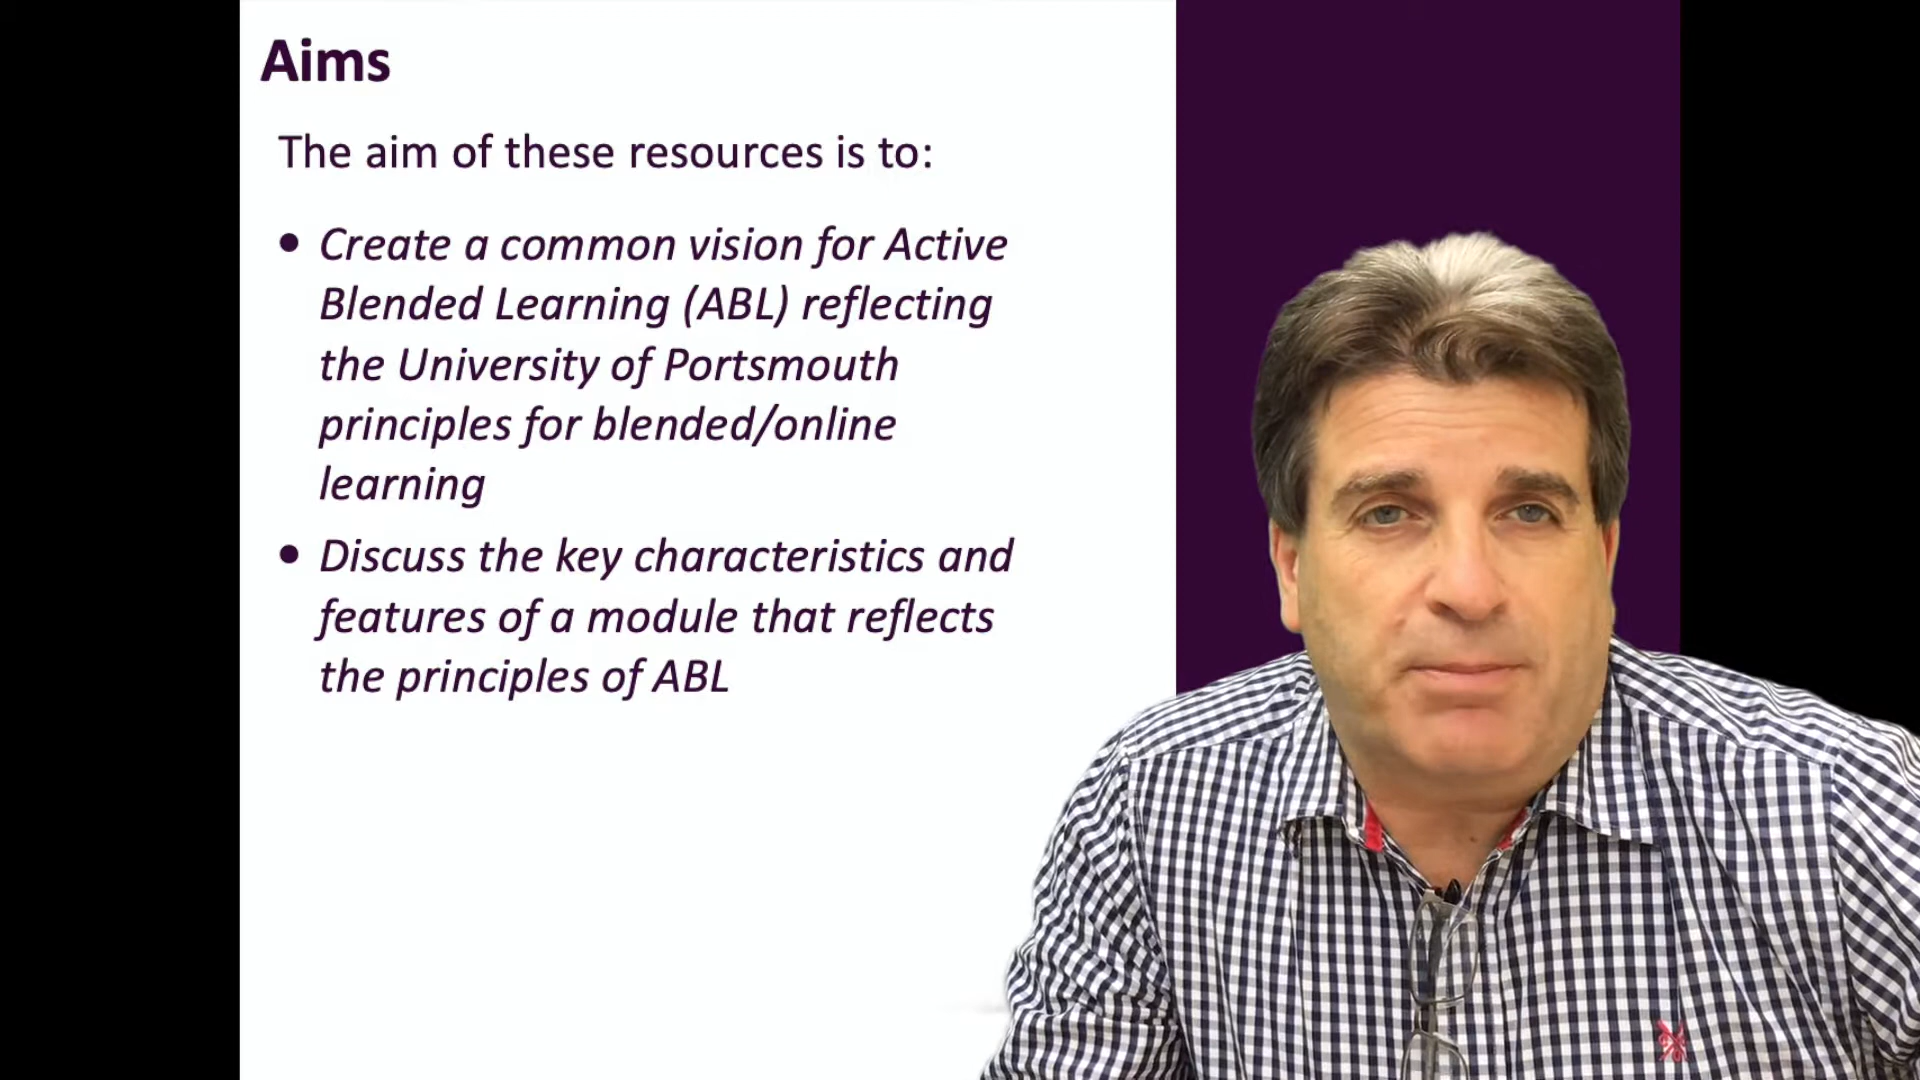 Aims
The aim of these resources is to:
• Create a common vision for Active
Blended Learning (ABL) reflecting
the University of Portsmouth
principles for blended/online
learning
• Discuss the key characteristics and
features of a module that reflects
the principles of ABL